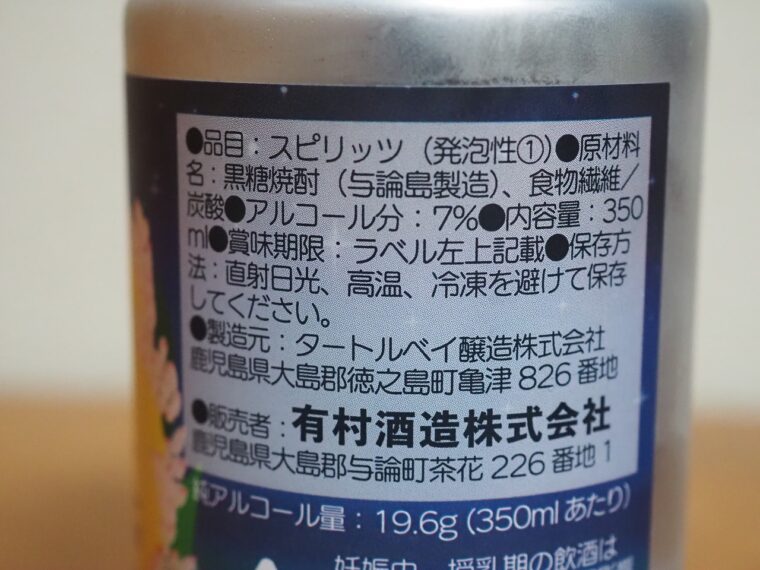 ●品目：スピリッツ（発泡性①）●原材料
名：黒糖焼酎（与論島製造）、食物繊維／
炭酸●アルコール分：7%●内容量：350
ml●賞味期限：ラベル左上記載●保存方
法：直射日光、高温、冷凍を避けて保存
してください。
●製造元：タートルベイ醸造株式会社
鹿児島県大島郡徳之島町亀津 826 番地
●販売者：有村酒造株式会社
鹿児島県大島郡与論町茶花 226 番地 1
純アルコール量：19.6g (350ml あたり)
妊娠中、授乳期の飲酒は